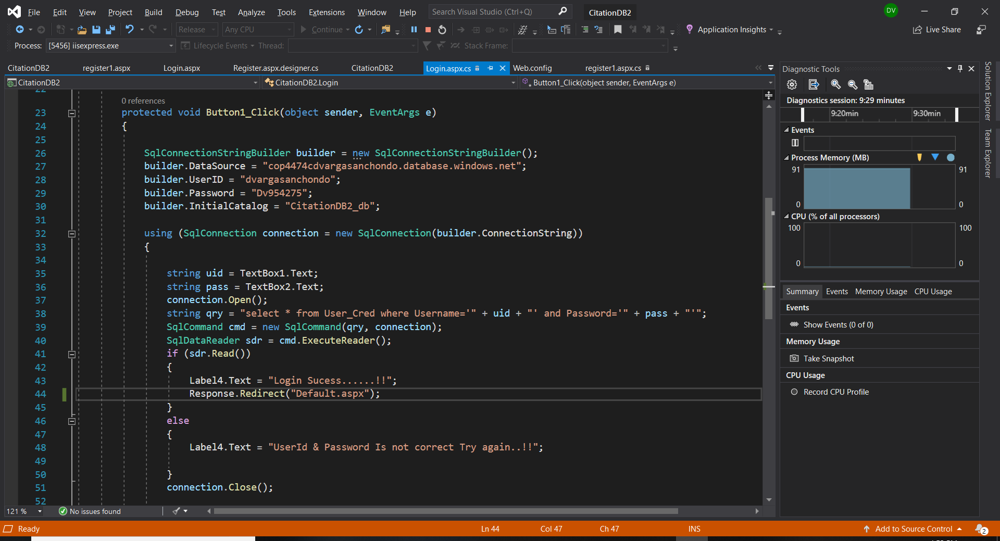 File Edit View Project Build Debug Test Analyze Tools Extensions Window Help Search Visual Studio (Ctrl+Q) CitationDB2 DV
Release Any CPU Continue Application Insights Live Share
Process: [5456] iisexpress.exe Lifecycle Events Thread: Stack Frame:
CitationDB2 register1.aspx Login.aspx Register.aspx.designer.cs CitationDB2 Login.aspx.cs Web.config register1.aspx.cs
CitationDB2 CitationDB2.Login Button1_Click(object sender, EventArgs e)
22
0 references
23 protected void Button1_Click(object sender, EventArgs e)
24 {
25
26 SqlConnectionStringBuilder builder = new SqlConnectionStringBuilder();
27 builder.DataSource = "cop4474cdvargasanchondo.database.windows.net";
28 builder.UserID = "dvargasanchondo";
29 builder.Password = "Dv954275";
30 builder.InitialCatalog = "CitationDB2_db";
31
32 using (SqlConnection connection = new SqlConnection(builder.ConnectionString))
33 {
34
35 string uid = TextBox1.Text;
36 string pass = TextBox2.Text;
37 connection.Open();
38 string qry = "select * from User_Cred where Username='" + uid + "' and Password='" + pass + "'";
39 SqlCommand cmd = new SqlCommand(qry, connection);
40 SqlDataReader sdr = cmd.ExecuteReader();
41 if (sdr.Read())
42 {
43 Label4.Text = "Login Sucess......!!";
44 Response.Redirect("Default.aspx");
45 }
46 else
47 {
48 Label4.Text = "UserId & Password Is not correct Try again..!!";
49
50 }
51 connection.Close();
52
121 % No issues found
Diagnostic Tools
Diagnostics session: 9:29 minutes
9:20min 9:30min
Events
Process Memory (MB)
91 91
0 0
CPU (% of all processors)
100 100
0 0
Summary Events Memory Usage CPU Usage
Events
Show Events (0 of 0)
Memory Usage
Take Snapshot
CPU Usage
Record CPU Profile
Solution Explorer
Team Explorer
Ready Ln 44 Col 47 Ch 47 INS Add to Source Control 2